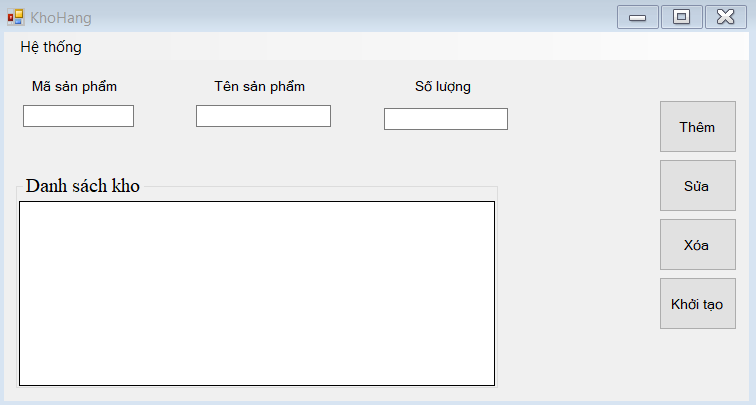 KhoHang
Hệ thống
Mã sản phẩm
Tên sản phẩm
Số lượng
Thêm
Sửa
Xóa
Khởi tạo
Danh sách kho